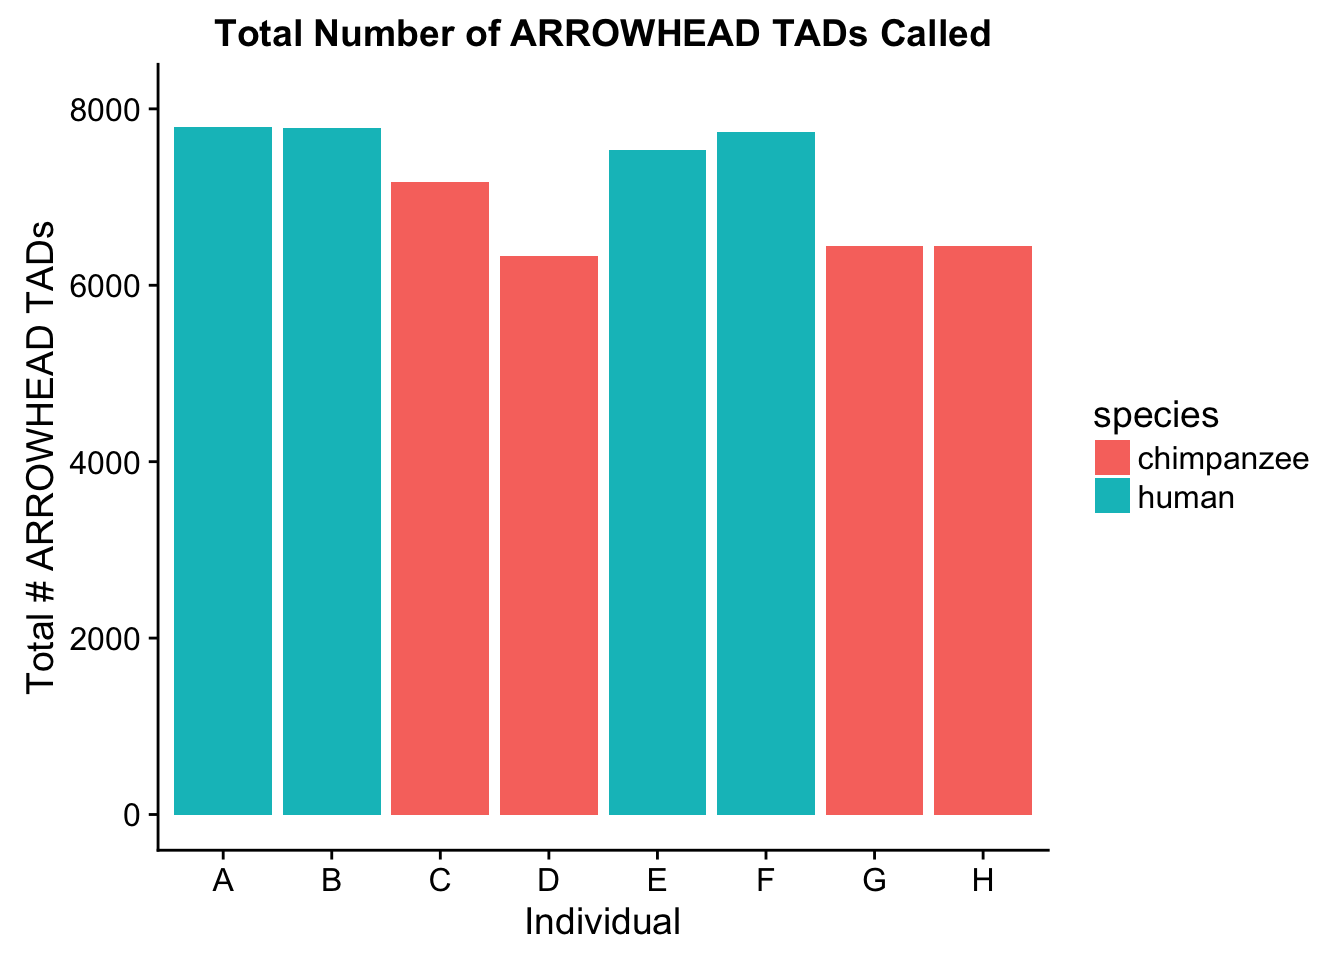 Total Number of ARROWHEAD TADs Called
Total # ARROWHEAD TADs
8000
6000
4000
2000
0
A B C D E F G H
Individual
species
chimpanzee
human